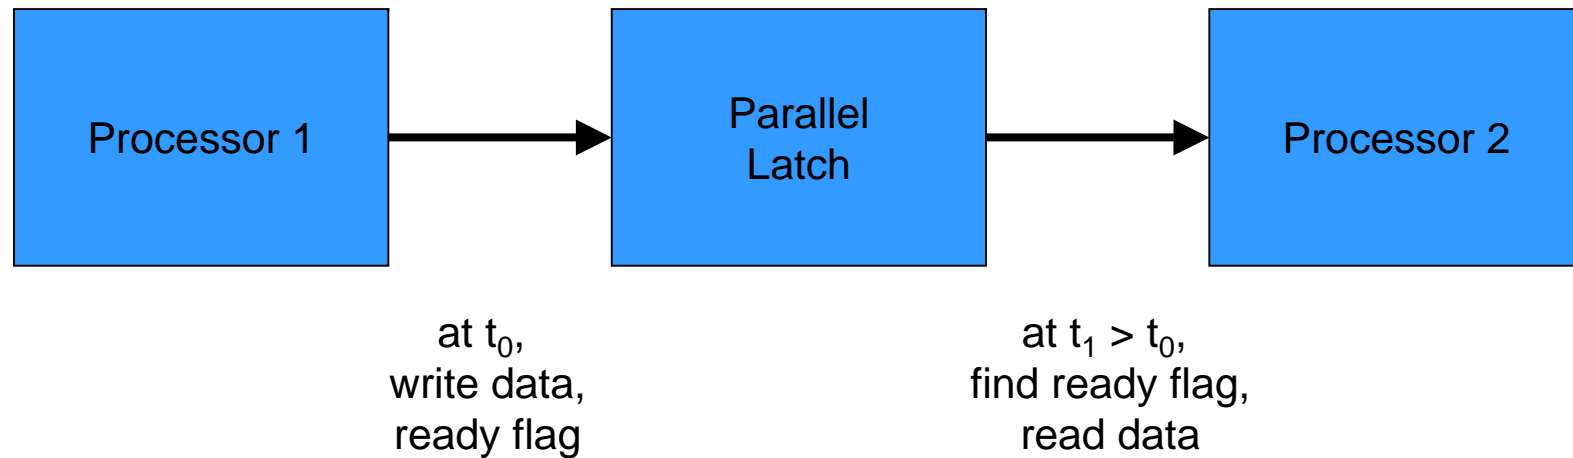 Processor 1
Parallel
Latch
Processor 2
at t₀,
write data,
ready flag
at t₁ > t₀,
find ready flag,
read data